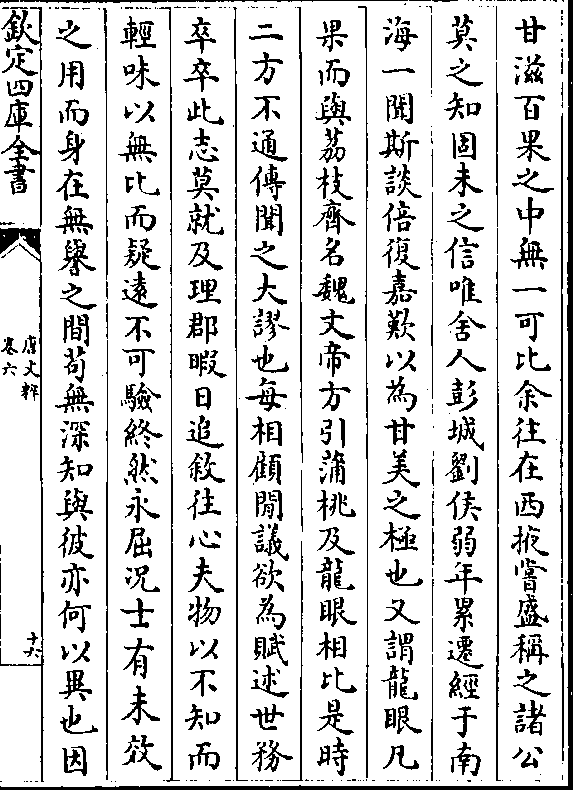 甘滋百果之中無一可比余往在西掖嘗盛稱之諸公
莫之知固未之信唯舍人彭城劉侯弱年累遷經于南
海一聞斯談倍復嘉歎以為甘美之極也又謂龍眼凡
果而與荔枝齊名魏文帝方引蒲桃及龍眼相比是時
二方不通傳聞之大謬也每相顧閒議欲為賦述世務
卒卒此志莫就及理郡暇日追敘往心夫物以不知而
輕味以無比而疑遠不可驗終然永屈況士有未效
之用而身在無譽之間苟無深知與彼亦何以異也因
欽定四庫全書
唐文粹
卷六
十六